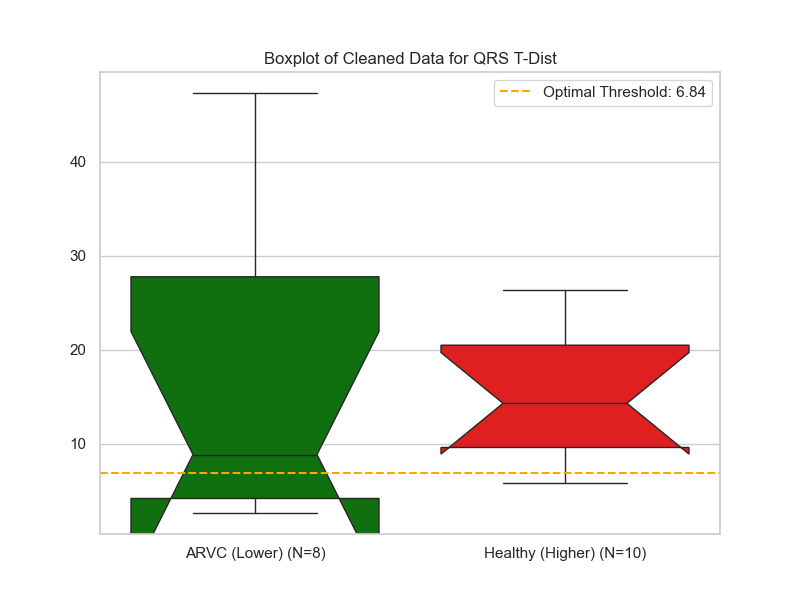 Boxplot of Cleaned Data for QRS T-Dist
Optimal Threshold: 6.84
40
30
20
10
ARVC (Lower) (N=8)
Healthy (Higher) (N=10)